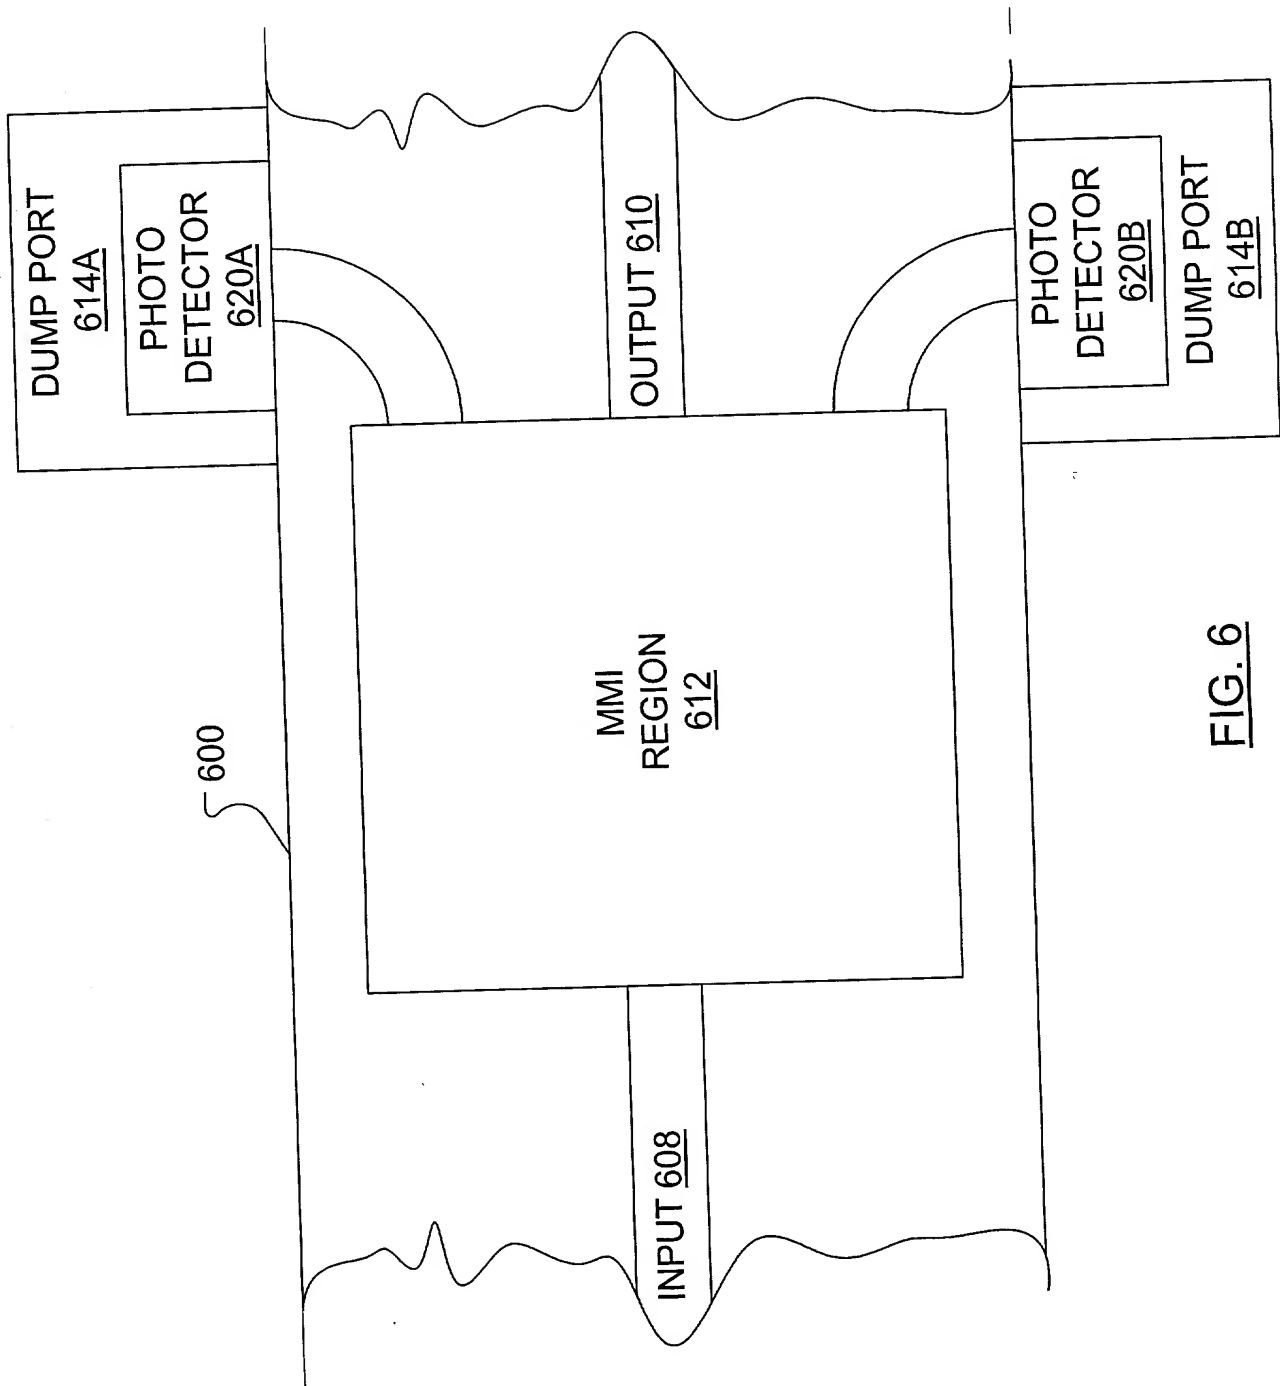 DUMP PORT
614A
PHOTO
DETECTOR
620A
OUTPUT 610
PHOTO
DETECTOR
620B
DUMP PORT
614B
600
MMI
REGION
612
INPUT 608
FIG. 6